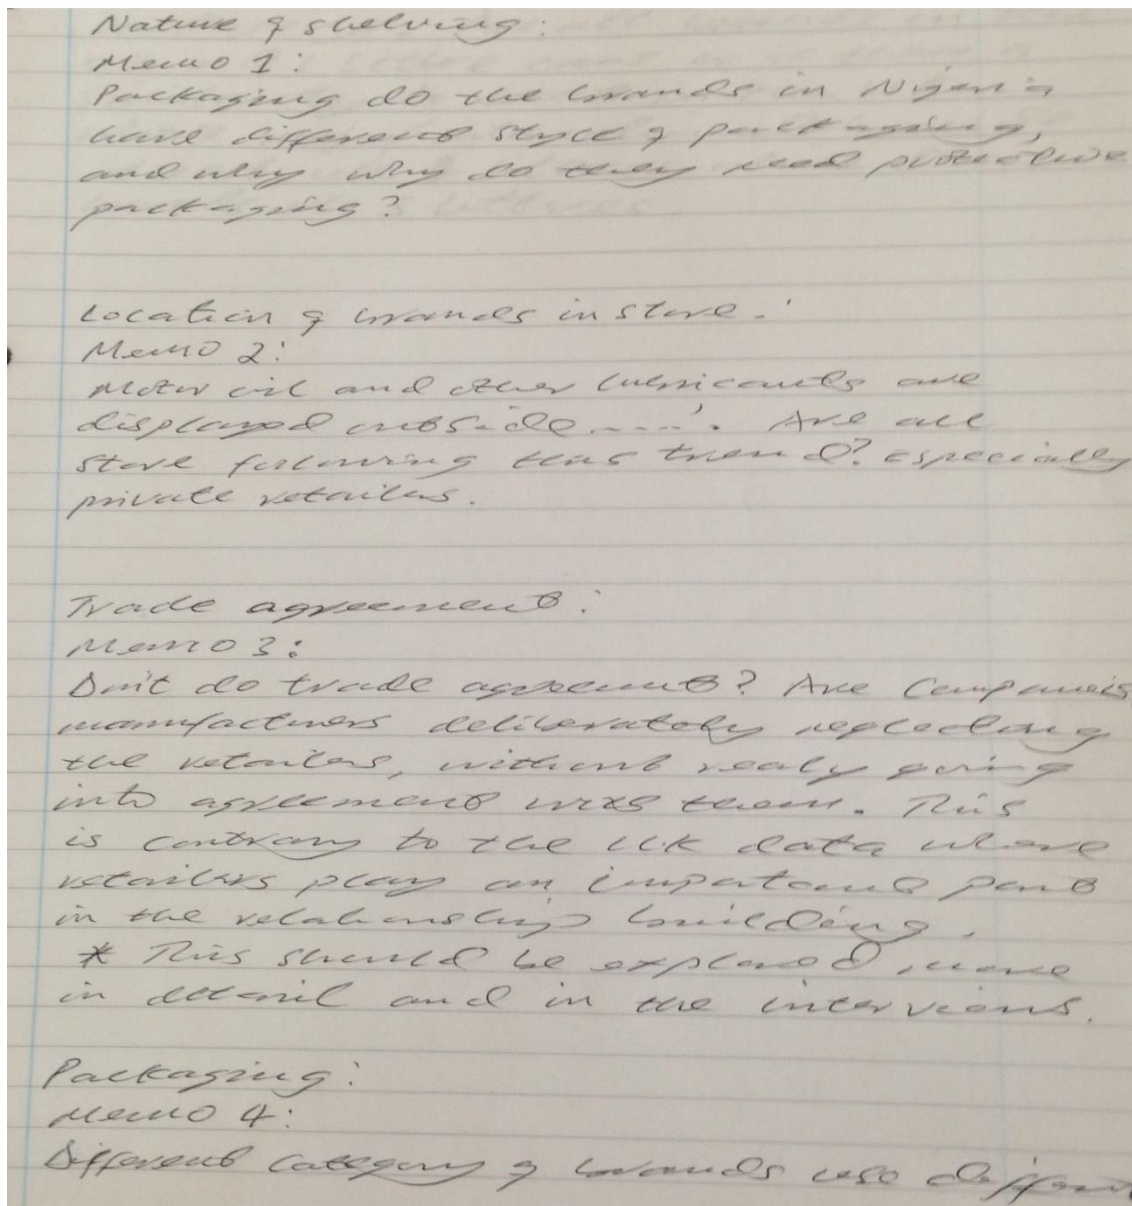 Nature of shelving:
Memo 1:
Packaging do the brands in Nigeria
have different style of packaging,
and why why do they need protective
packaging?
Location of brands in store:
Memo 2:
Motor oil and other lubricants are
displayed outside ....'. Are all
store following this trend? Especially
private retailers.
Trade agreement:
Memo 3:
Don't do trade agreement? Are Companies
manufacturers deliberately neglecting
the retailers, without realy going
into agreement with them. This
is contrary to the UK data where
retailers play an important part
in the relationship building.
* This should be explored more
in detail and in the interviews.
Packaging:
Memo 4:
Different Category of brands use